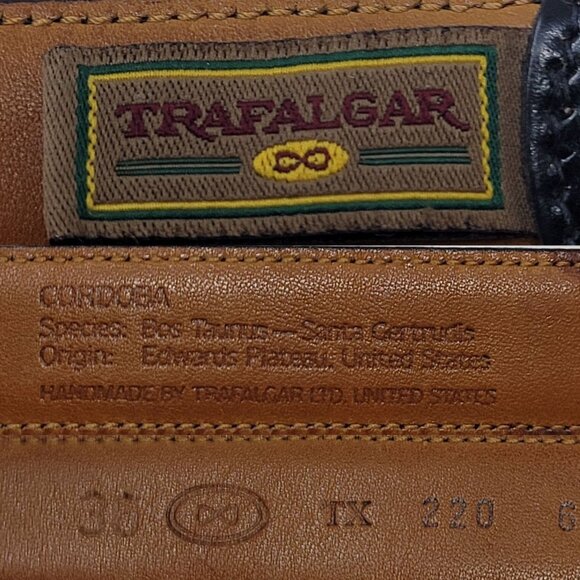 TRAFALGAR
CORDOBA
Species: Bos Taurus — Santa Gertrudis
Origin: Edwards Plateau, United States
HANDMADE BY TRAFALGAR LTD. UNITED STATES
TX 220 6